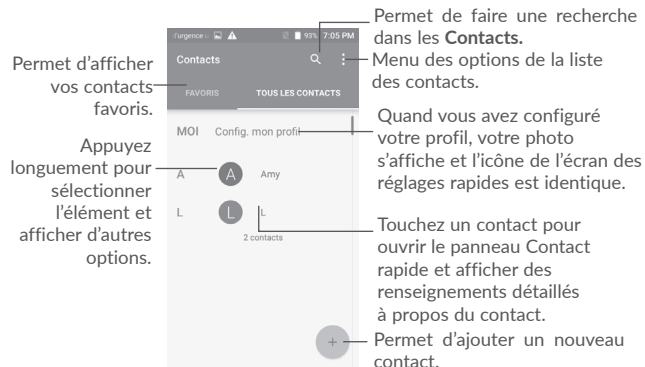 Permet d'afficher
vos contacts
favoris.
Appuyez
longuement pour
sélectionner
l'élément et
afficher d'autres
options.
d'urgence u 93% 7:05 PM
Contacts
FAVORIS TOUS LES CONTACTS
MOI Config. mon profil
A A Amy
L L L
2 contacts
+
Permet de faire une recherche
dans les Contacts.
Menu des options de la liste
des contacts.
Quand vous avez configuré
votre profil, votre photo
s'affiche et l'icône de l'écran des
réglages rapides est identique.
Touchez un contact pour
ouvrir le panneau Contact
rapide et afficher des
renseignements détaillés
à propos du contact.
Permet d'ajouter un nouveau
contact.